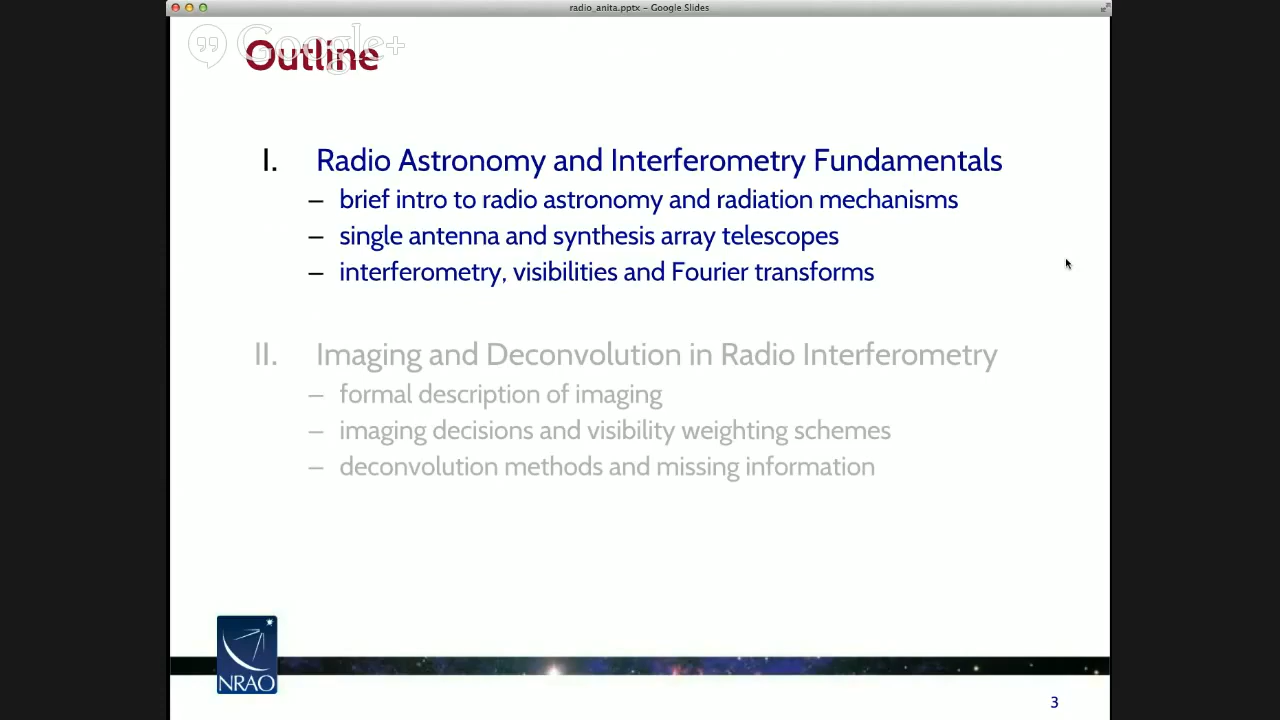 radio_anita.pptx – Google Slides
Google+
Outline
I. Radio Astronomy and Interferometry Fundamentals
– brief intro to radio astronomy and radiation mechanisms
– single antenna and synthesis array telescopes
– interferometry, visibilities and Fourier transforms
II. Imaging and Deconvolution in Radio Interferometry
– formal description of imaging
– imaging decisions and visibility weighting schemes
– deconvolution methods and missing information
NRAO
3